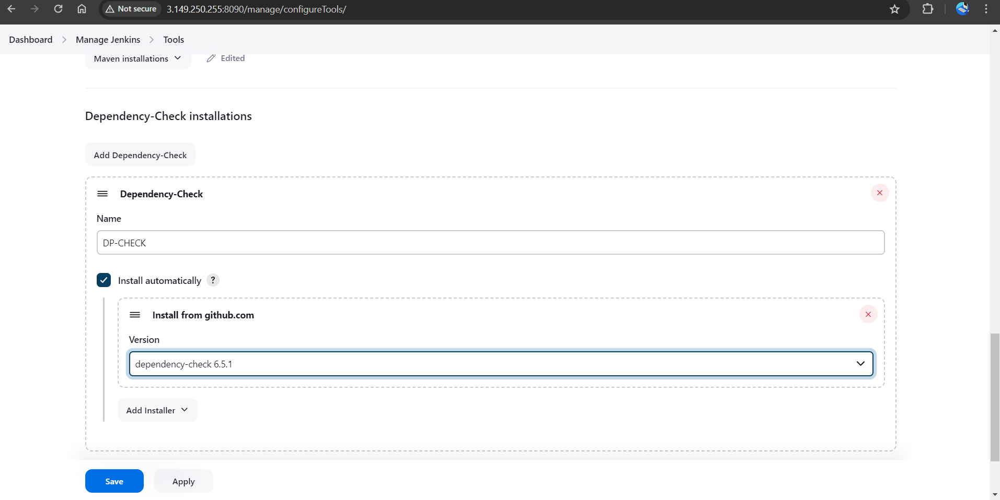 Not secure 3.149.250.255:8090/manage/configureTools/
Dashboard Manage Jenkins Tools
Maven installations Edited
Dependency-Check installations
Add Dependency-Check
Dependency-Check
Name
DP-CHECK
Install automatically ?
Install from github.com
Version
dependency-check 6.5.1
Add Installer
Save Apply